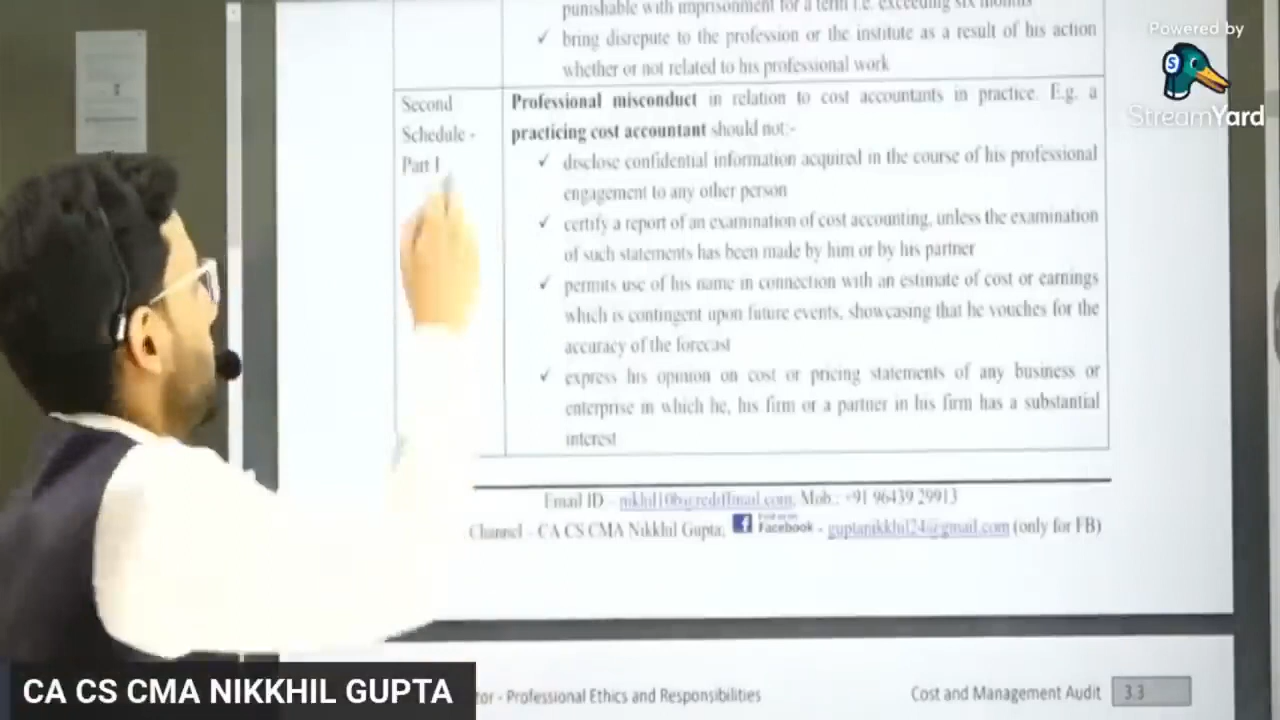 punishable with imprisonment for a term i.e. exceeding six months
✓ bring disrepute to the profession or the institute as a result of his action
whether or not related to his professional work
Second
Schedule -
Part I
Professional misconduct in relation to cost accountants in practice. E.g. a
practicing cost accountant should not:-
✓ disclose confidential information acquired in the course of his professional
engagement to any other person
✓ certify a report of an examination of cost accounting, unless the examination
of such statements has been made by him or by his partner
✓ permits use of his name in connection with an estimate of cost or earnings
which is contingent upon future events, showcasing that he vouches for the
accuracy of the forecast
✓ express his opinion on cost or pricing statements of any business or
enterprise in which he, his firm or a partner in his firm has a substantial
interest
Email ID - Mob.: +91 96439 29913
Channel - CA CS CMA Nikkhil Gupta, Facebook - guptanikkhil24@gmail.com (only for FB)
tor - Professional Ethics and Responsibilities
Cost and Management Audit 3.3
Powered by
StreamYard
CA CS CMA NIKKHIL GUPTA